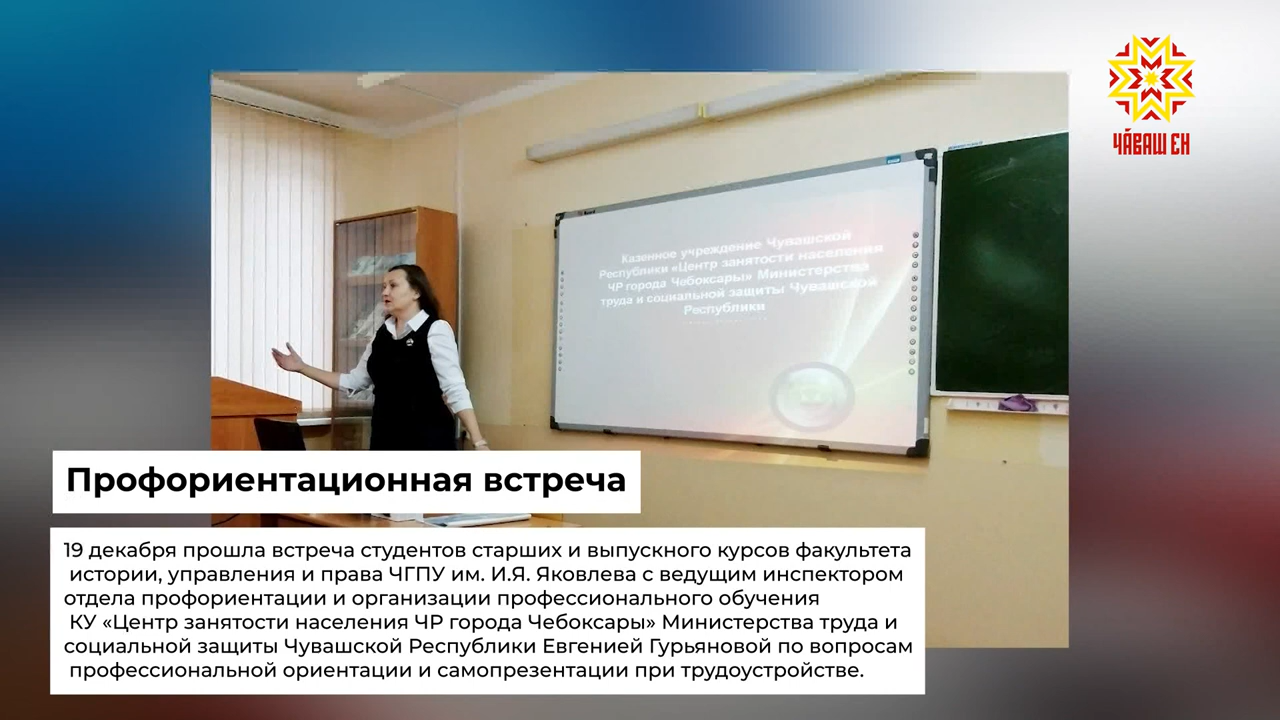 ЧӐВАШ ЕН
Казенное учреждение Чувашской
Республики «Центр занятости населения
ЧР города Чебоксары» Министерства
труда и социальной защиты Чувашской
Республики
Профориентационная встреча
19 декабря прошла встреча студентов старших и выпускного курсов факультета
истории, управления и права ЧГПУ им. И.Я. Яковлева с ведущим инспектором
отдела профориентации и организации профессионального обучения
КУ «Центр занятости населения ЧР города Чебоксары» Министерства труда и
социальной защиты Чувашской Республики Евгенией Гурьяновой по вопросам
профессиональной ориентации и самопрезентации при трудоустройстве.